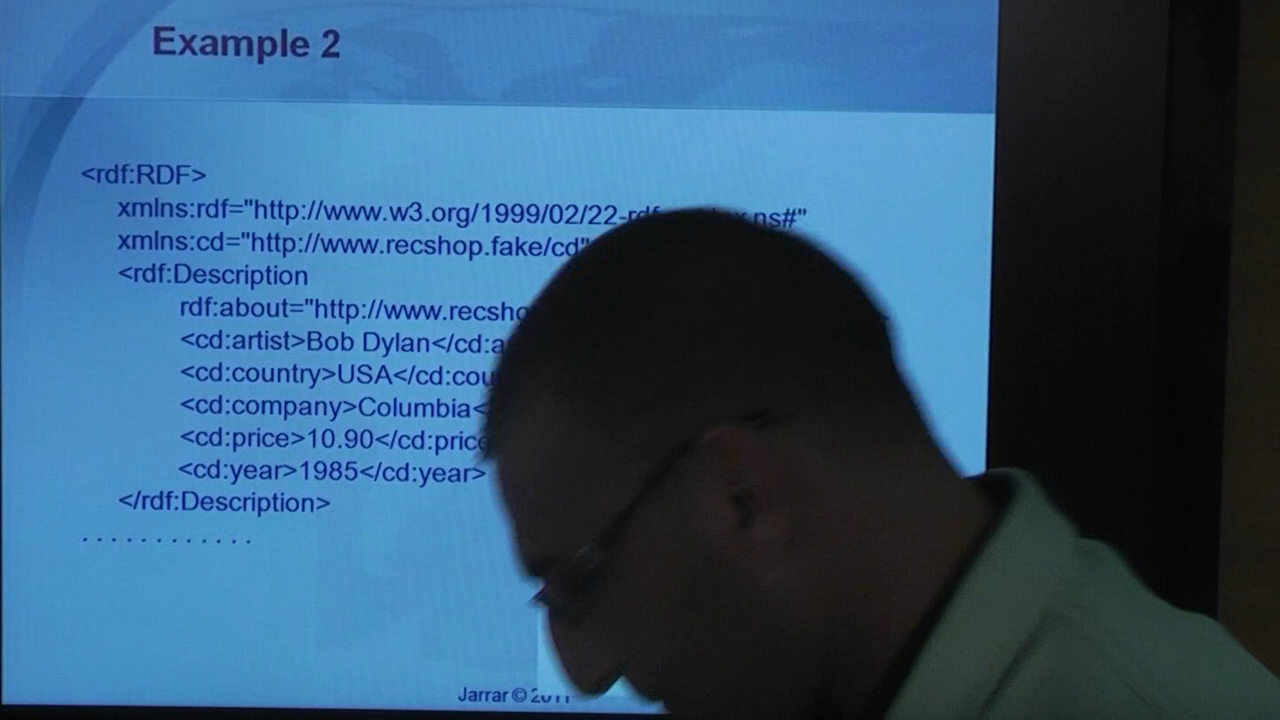 Example 2
<rdf:RDF>
xmlns:rdf="http://www.w3.org/1999/02/22-rdf ns#"
xmlns:cd="http://www.recshop.fake/cd"
<rdf:Description
rdf:about="http://www.recsho
<cd:artist>Bob Dylan</cd:a
<cd:country>USA</cd:cou
<cd:company>Columbia<
<cd:price>10.90</cd:price
<cd:year>1985</cd:year>
</rdf:Description>
. . . . . . . . . . . .
Jarrar © 2011